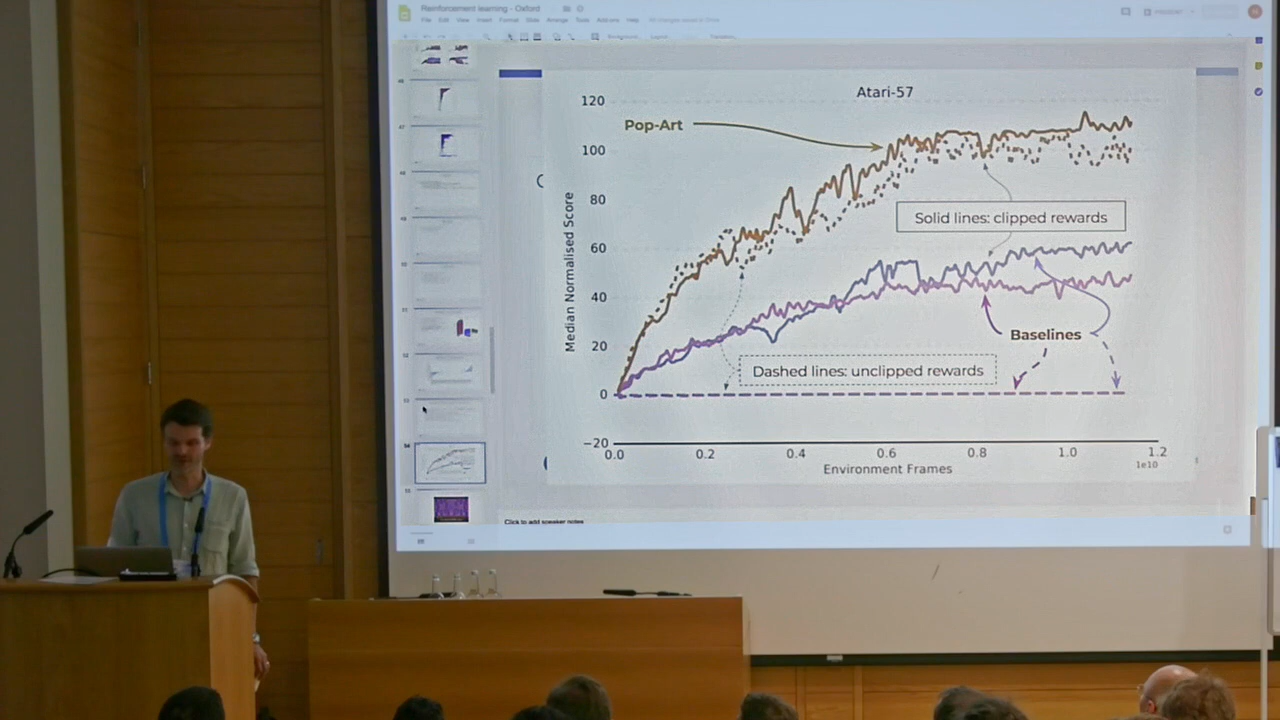 Reinforcement learning - Oxford
File Edit View Insert Format Slide Arrange Tools Add-ons Help
Background Layout
Atari-57
120
100
80
60
40
20
0
−20
Median Normalised Score
Pop-Art
Solid lines: clipped rewards
Baselines
Dashed lines: unclipped rewards
0.0 0.2 0.4 0.6 0.8 1.0 1.2
1e10
Environment Frames
Click to add speaker notes